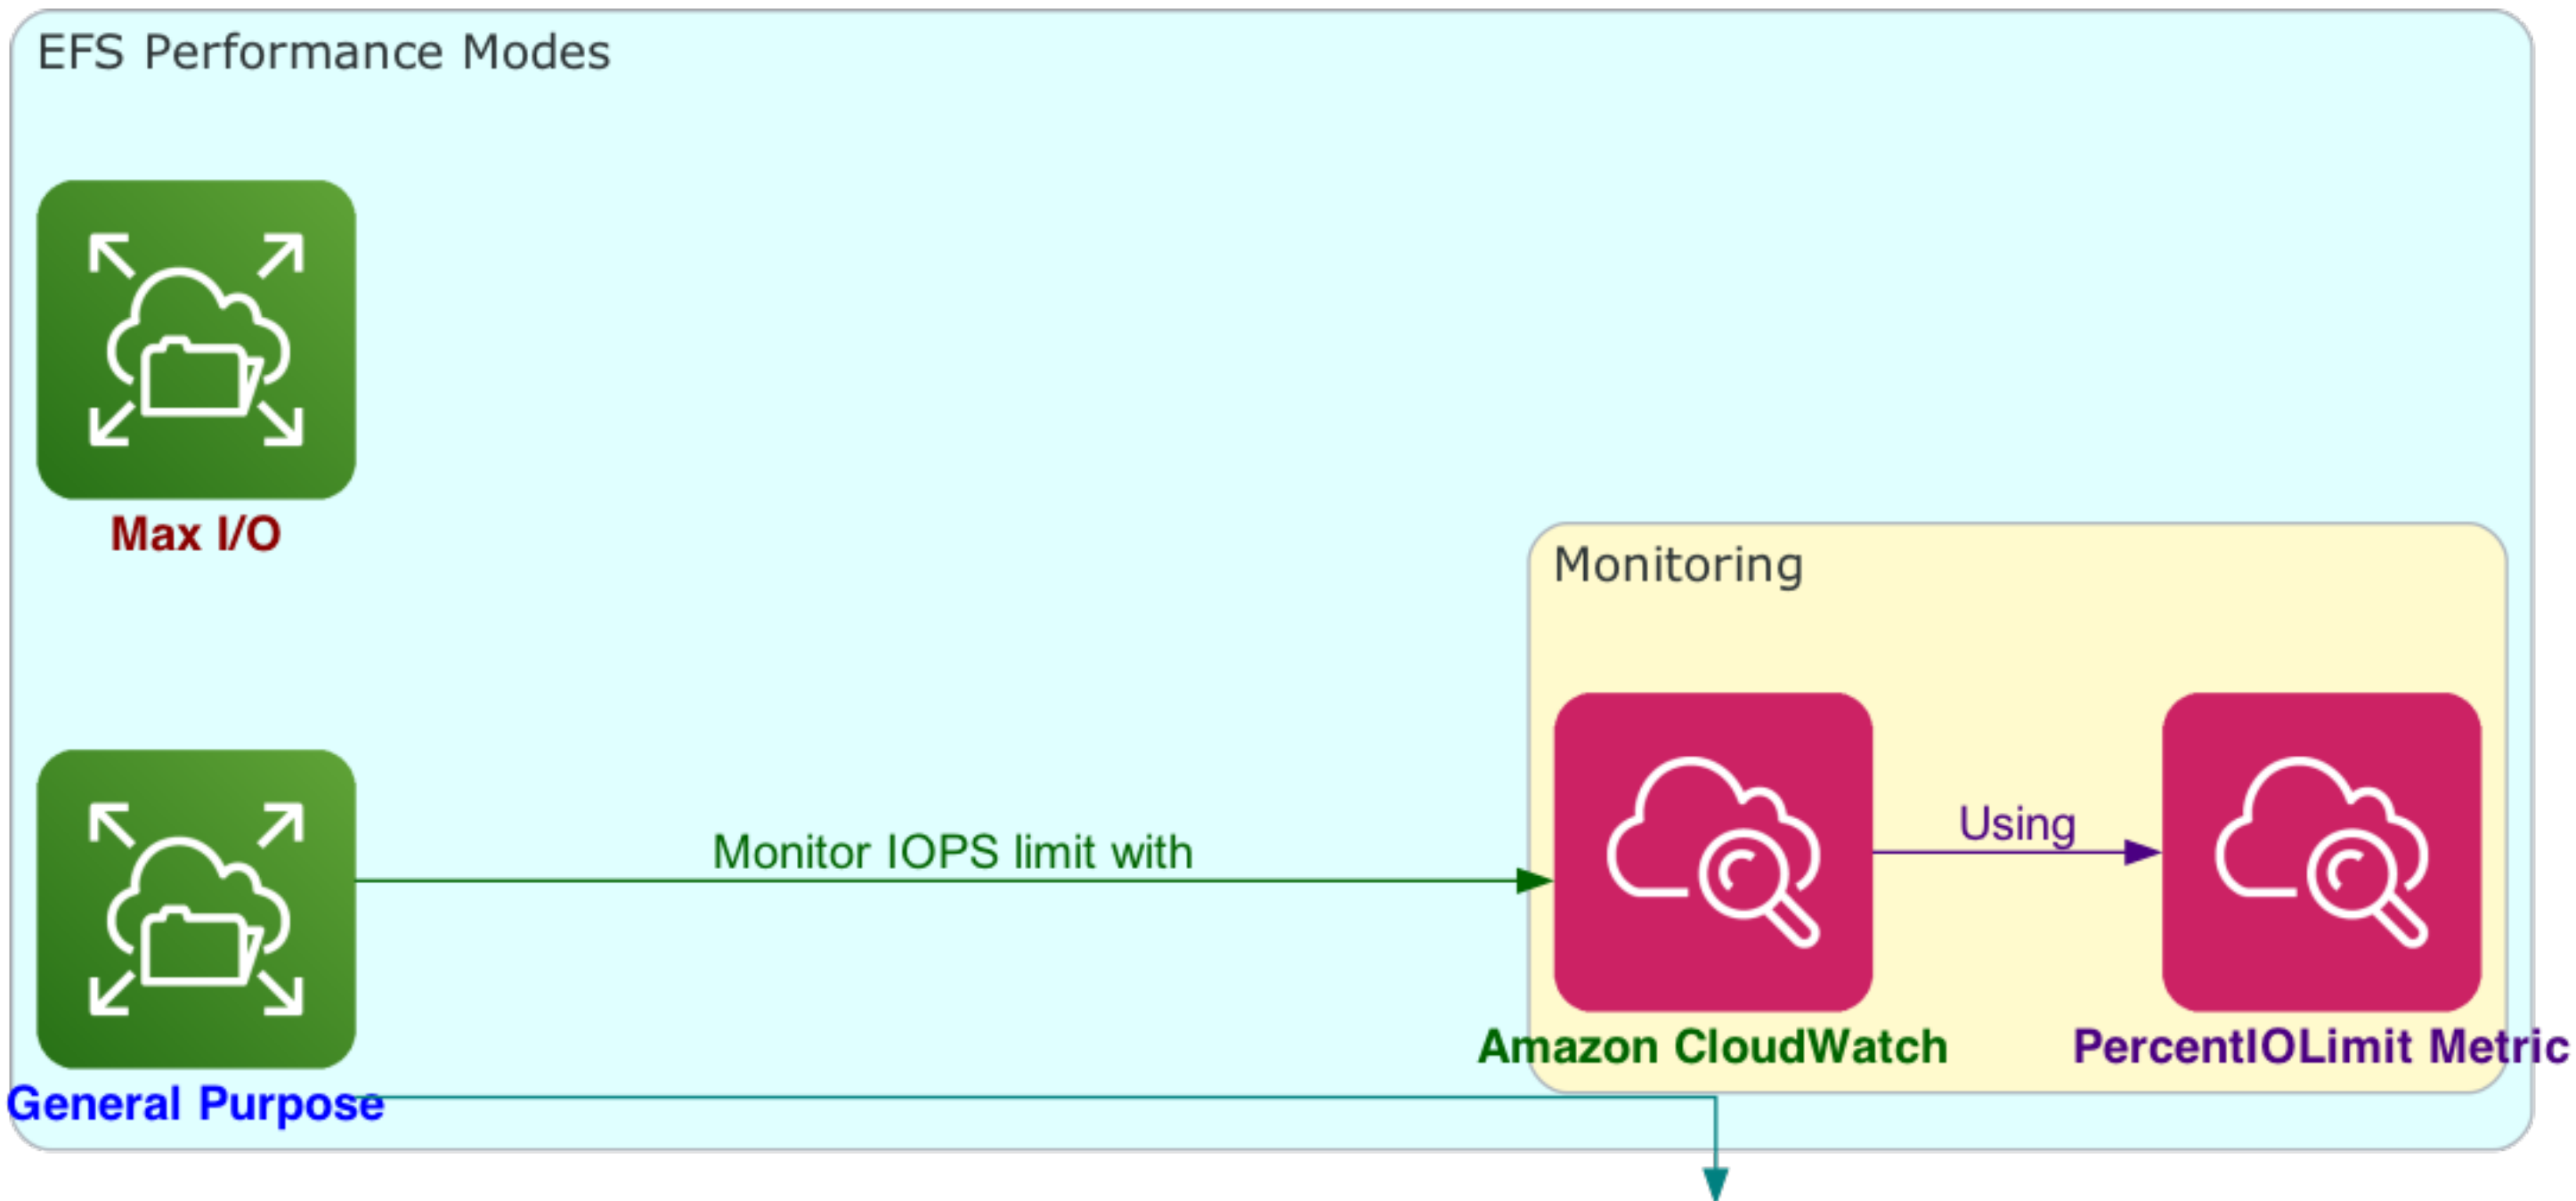 EFS Performance Modes
Max I/O
Monitoring
Monitor IOPS limit with
Using
Amazon CloudWatch
PercentIOLimit Metric
General Purpose